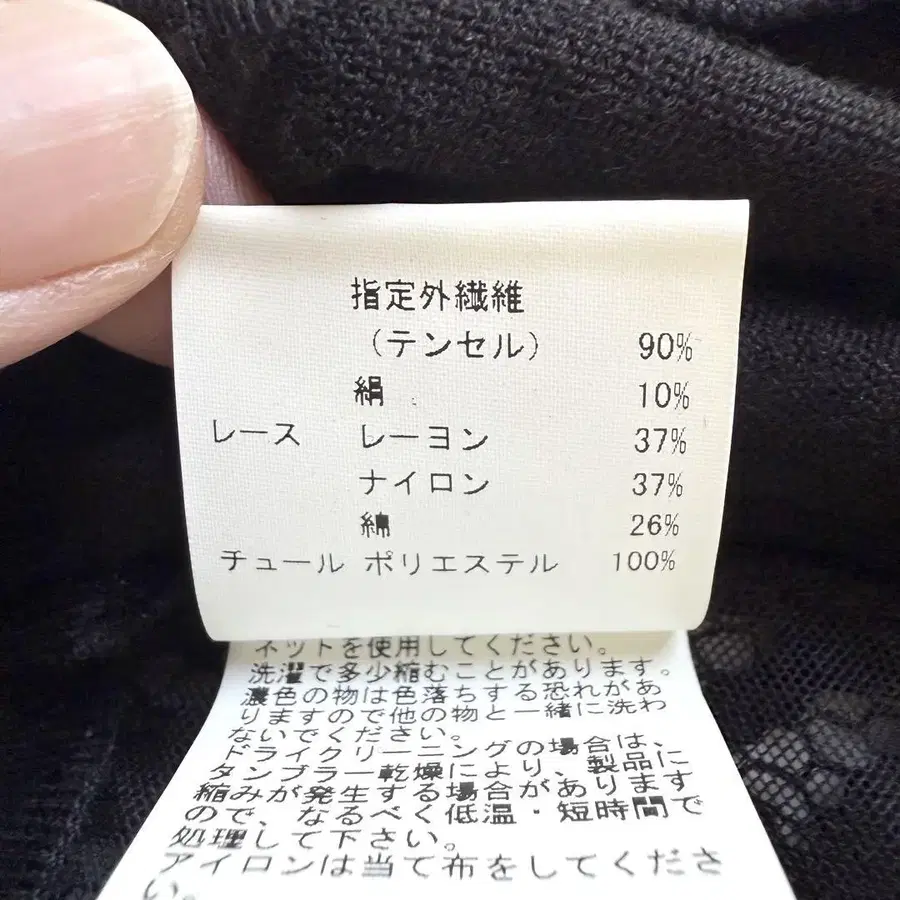 指定外繊維
（テンセル） 90%
絹 10%
レース レーヨン 37%
ナイロン 37%
綿 26%
チュール ポリエステル 100%
ネットを使用してください。
洗濯で多少縮むことがあります。
濃色の物は色落ちする恐れがあ
りますので他の物と一緒に洗わ
ないでください。
ドライクリーニングの場合は、
タンブラー乾燥により、製品に
縮みが発生する場合があります
ので、なるべく低温・短時間で
処理して下さい。
アイロンは当て布をしてくださ
い。